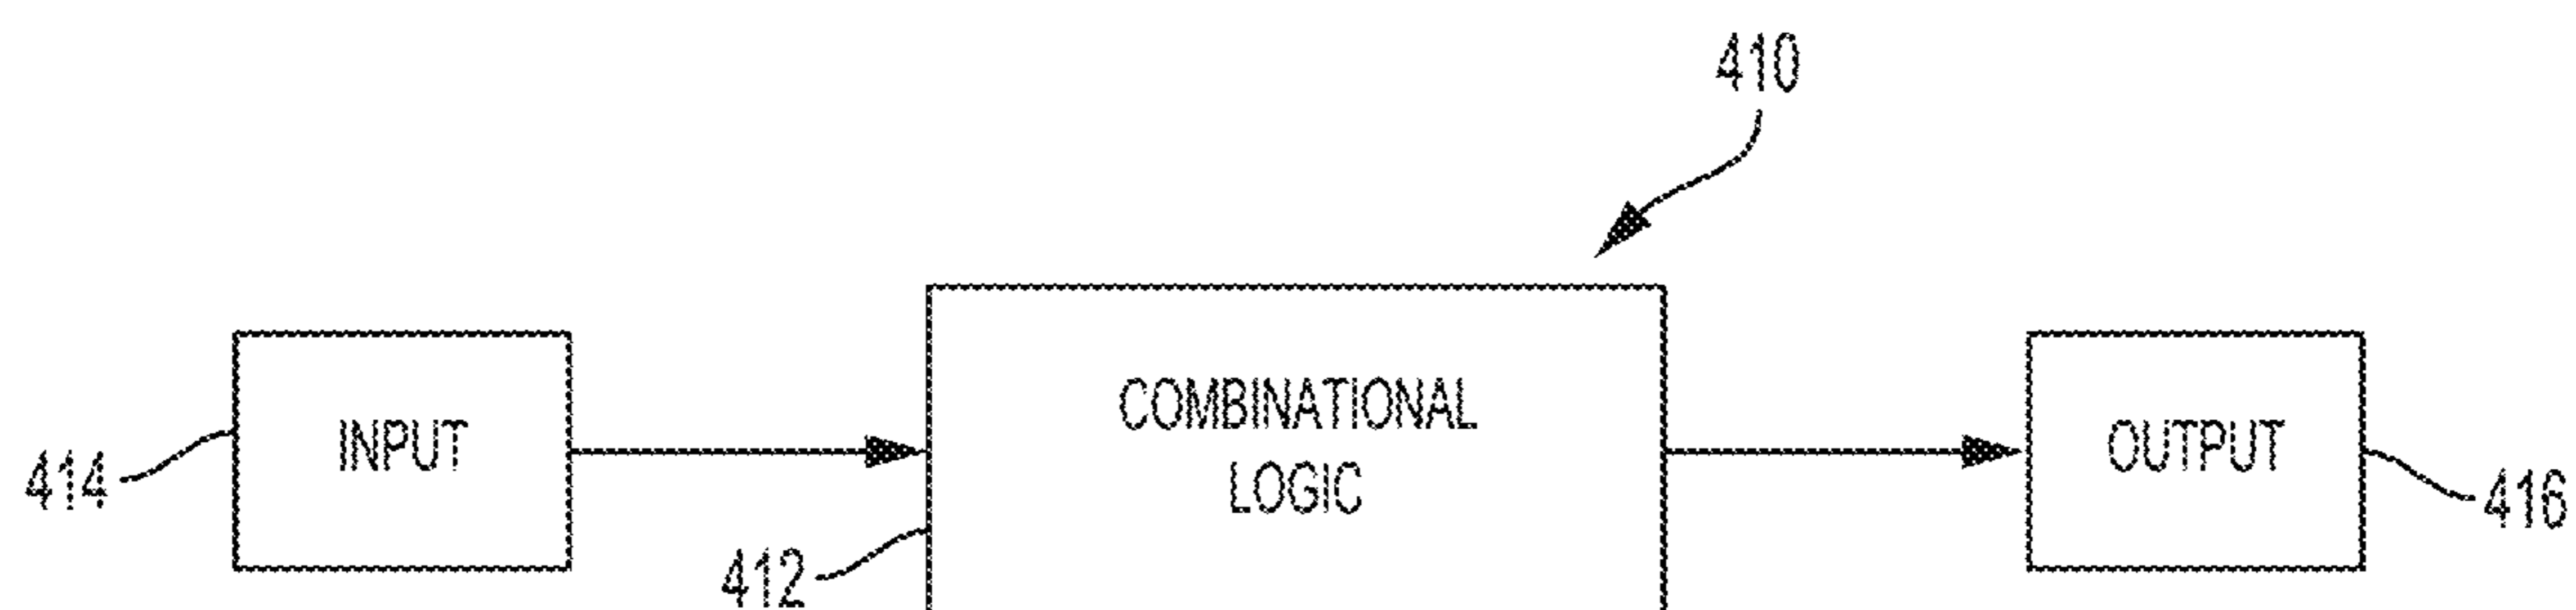 410
INPUT
COMBINATIONAL
LOGIC
OUTPUT
414
412
416